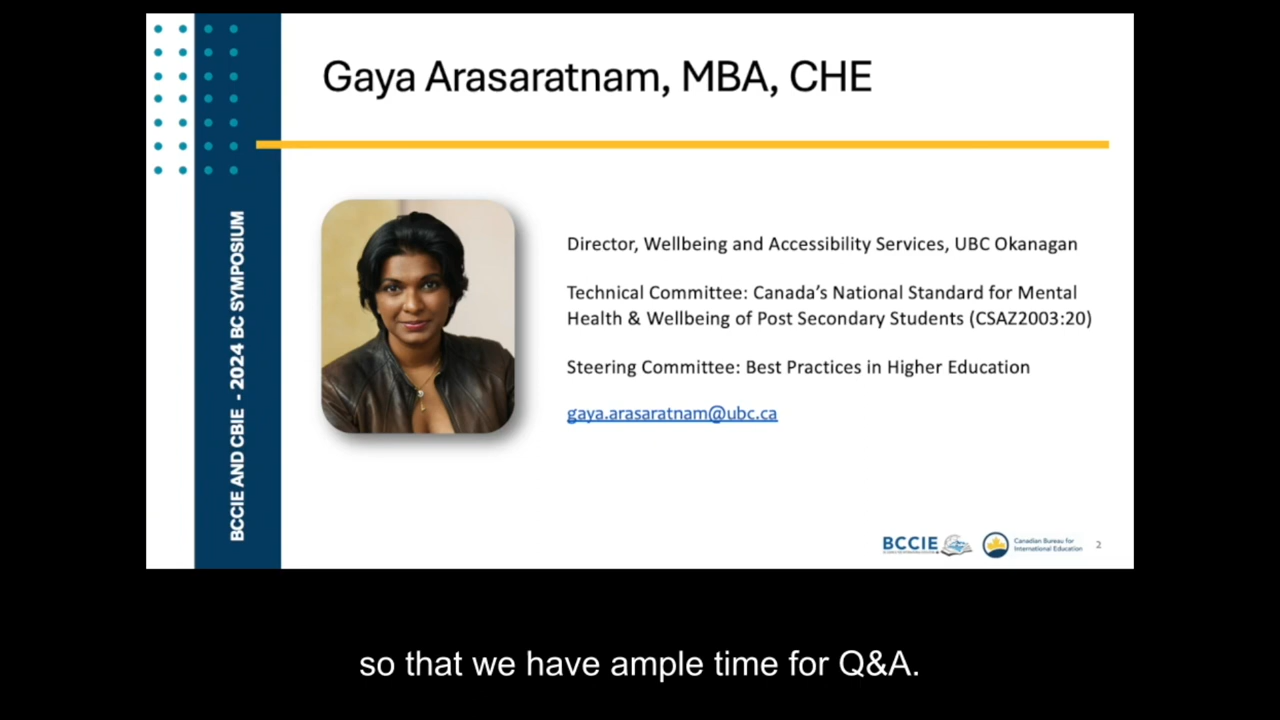 Gaya Arasaratnam, MBA, CHE
BCCIE AND CBIE - 2024 BC SYMPOSIUM
Director, Wellbeing and Accessibility Services, UBC Okanagan
Technical Committee: Canada's National Standard for Mental
Health & Wellbeing of Post Secondary Students (CSAZ2003:20)
Steering Committee: Best Practices in Higher Education
gaya.arasaratnam@ubc.ca
BCCIE
Canadian Bureau for
International Education
2
so that we have ample time for Q&A.